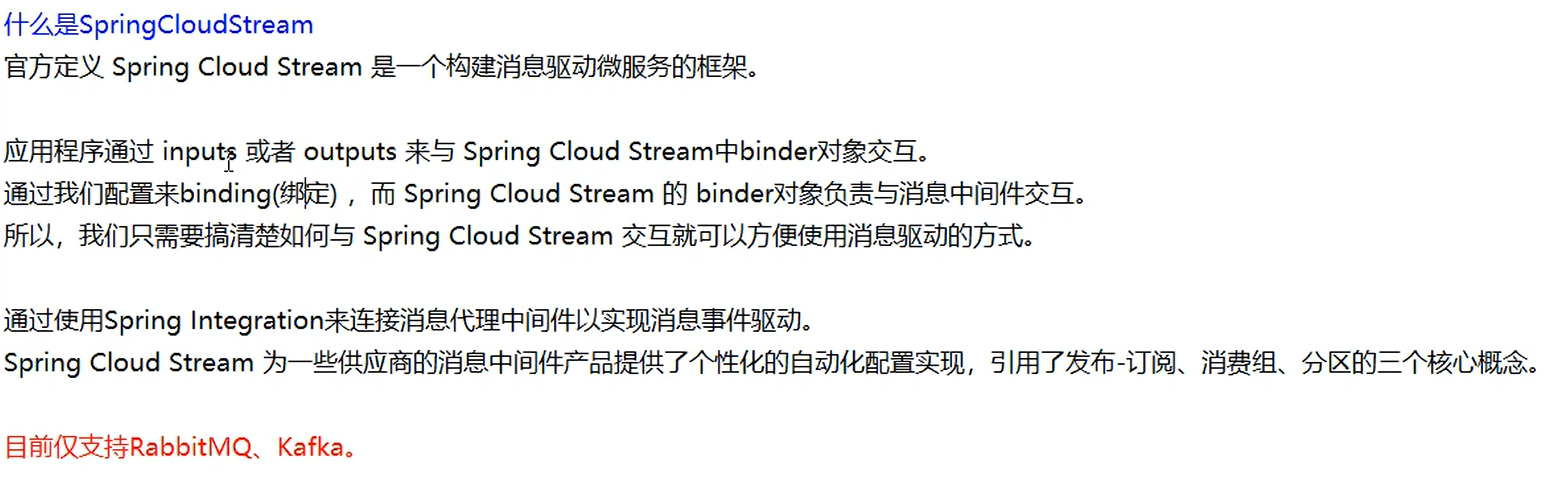 什么是SpringCloudStream
官方定义 Spring Cloud Stream 是一个构建消息驱动微服务的框架。
应用程序通过 inputs 或者 outputs 来与 Spring Cloud Stream中binder对象交互。
通过我们配置来binding(绑定) ，而 Spring Cloud Stream 的 binder对象负责与消息中间件交互。
所以，我们只需要搞清楚如何与 Spring Cloud Stream 交互就可以方便使用消息驱动的方式。
通过使用Spring Integration来连接消息代理中间件以实现消息事件驱动。
Spring Cloud Stream 为一些供应商的消息中间件产品提供了个性化的自动化配置实现，引用了发布-订阅、消费组、分区的三个核心概念。
目前仅支持RabbitMQ、Kafka。